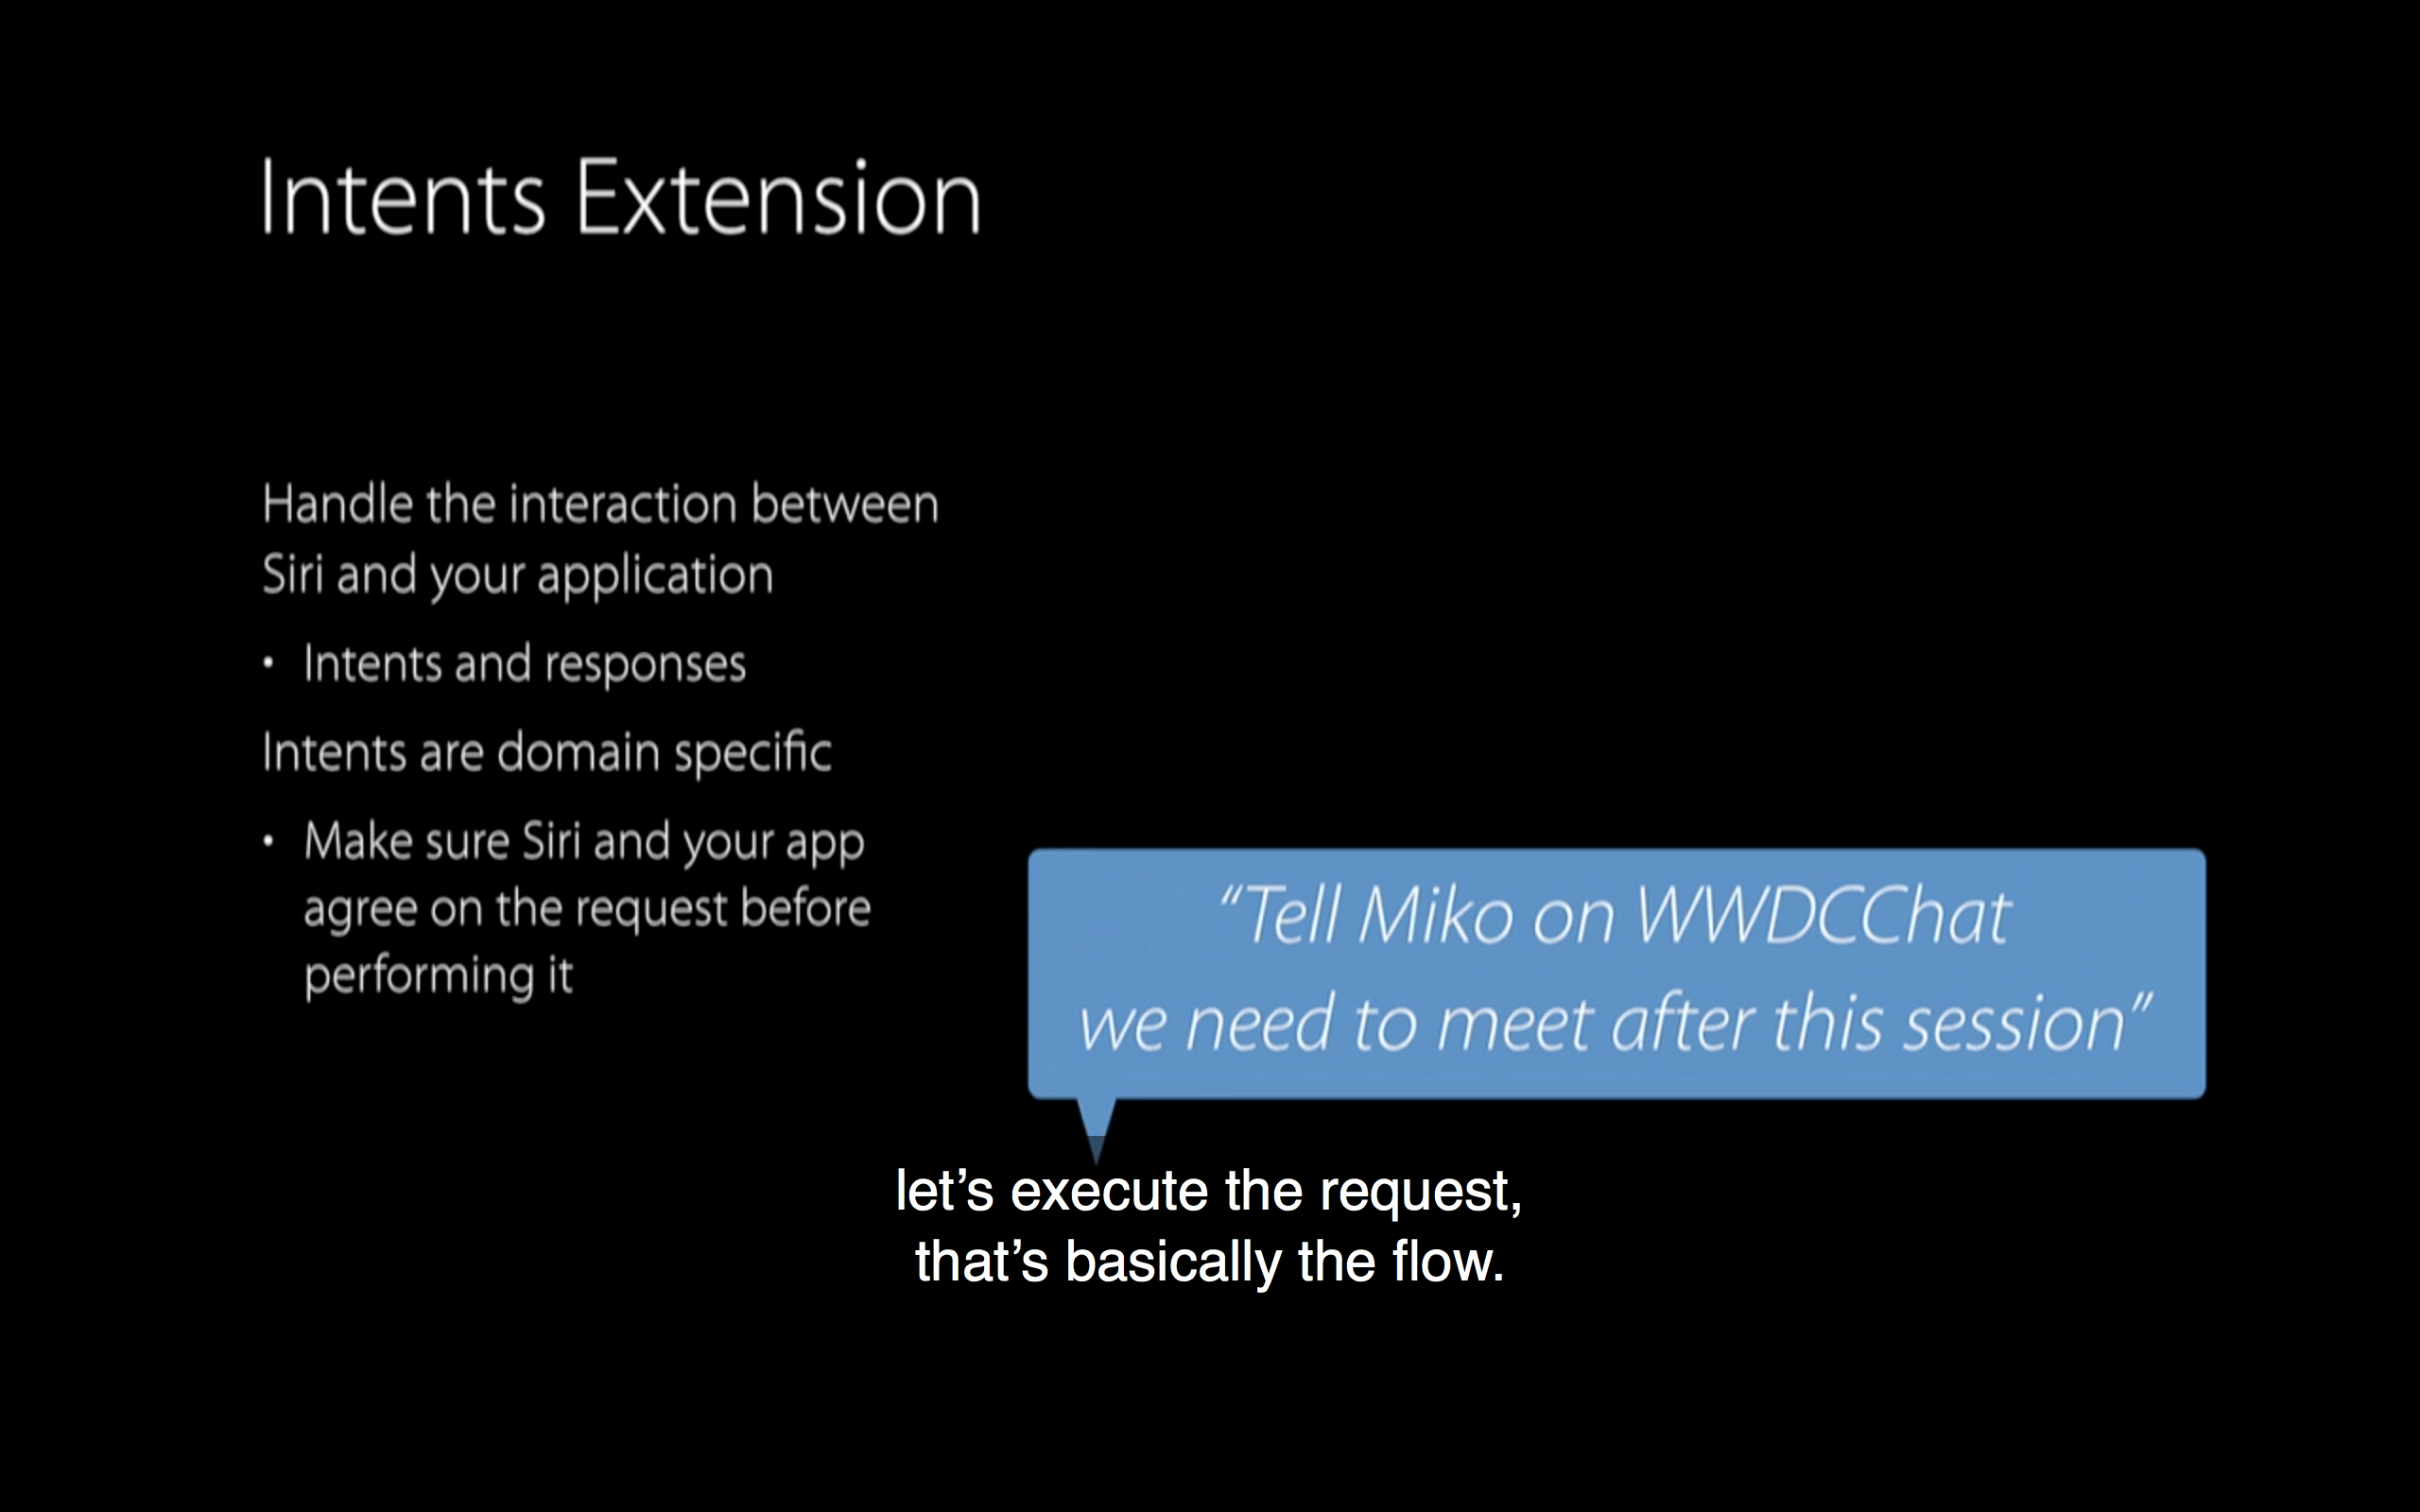 Intents Extension
Handle the interaction between
Siri and your application
• Intents and responses
Intents are domain specific
• Make sure Siri and your app
agree on the request before
performing it
“Tell Miko on WWDCChat
we need to meet after this session”
let’s execute the request,
that’s basically the flow.